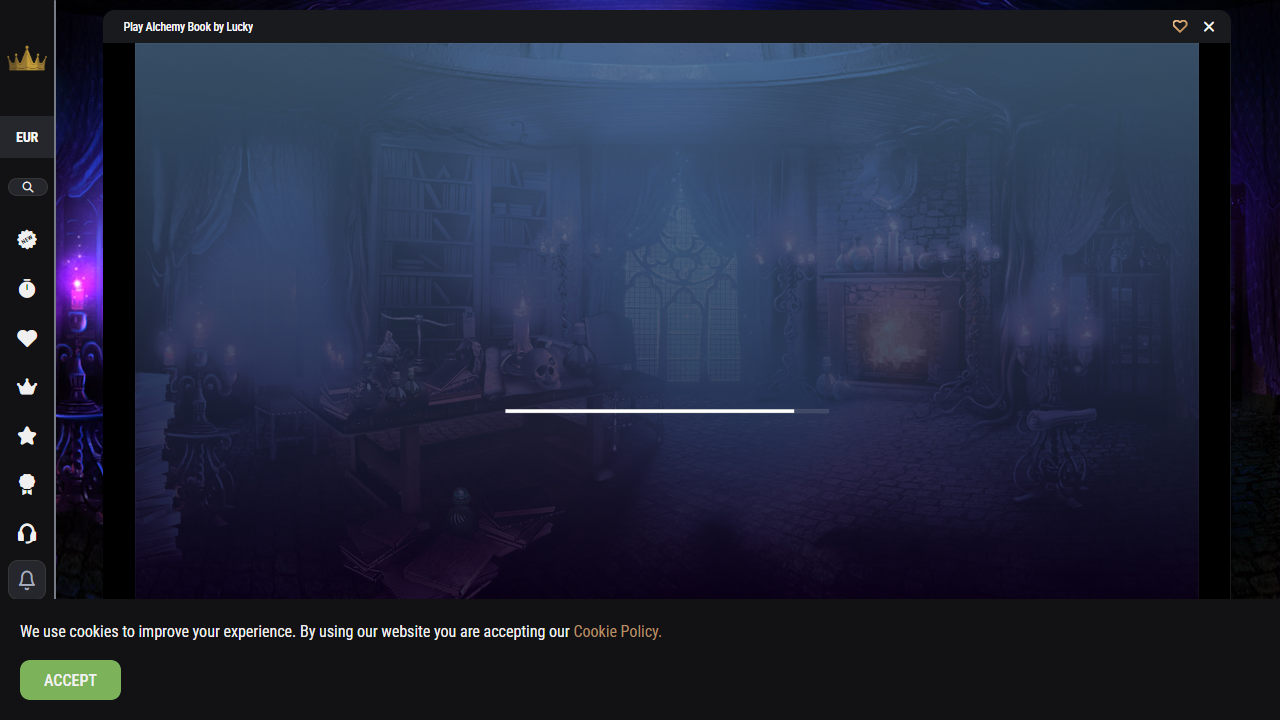 Play Alchemy Book by Lucky
EUR
NEW
We use cookies to improve your experience. By using our website you are accepting our Cookie Policy.
ACCEPT